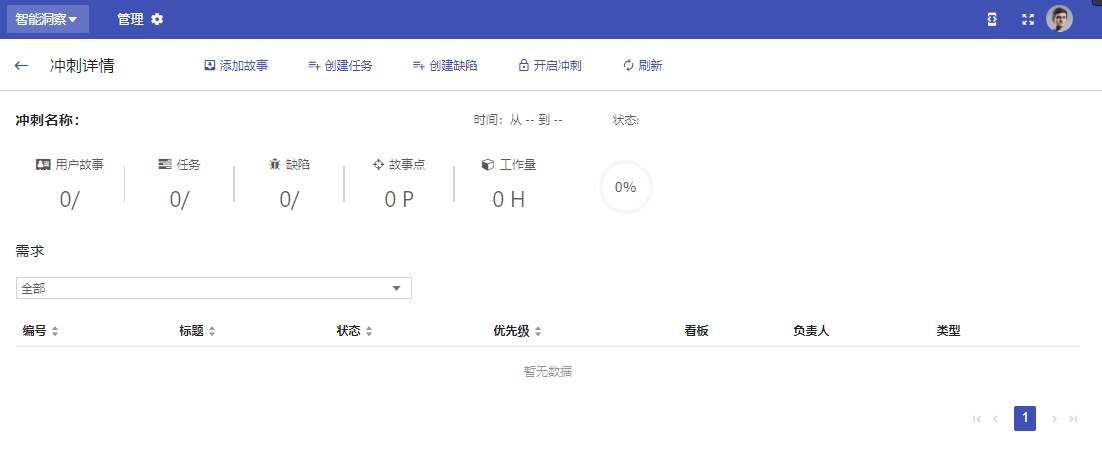 智能洞察 管理
冲刺详情 添加故事 创建任务 创建缺陷 开启冲刺 刷新
冲刺名称: 时间: 从 -- 到 -- 状态:
用户故事 任务 缺陷 故事点 工作量
0/ 0/ 0/ 0 P 0 H 0%
需求
全部
编号 标题 状态 优先级 看板 负责人 类型
暂无数据
1